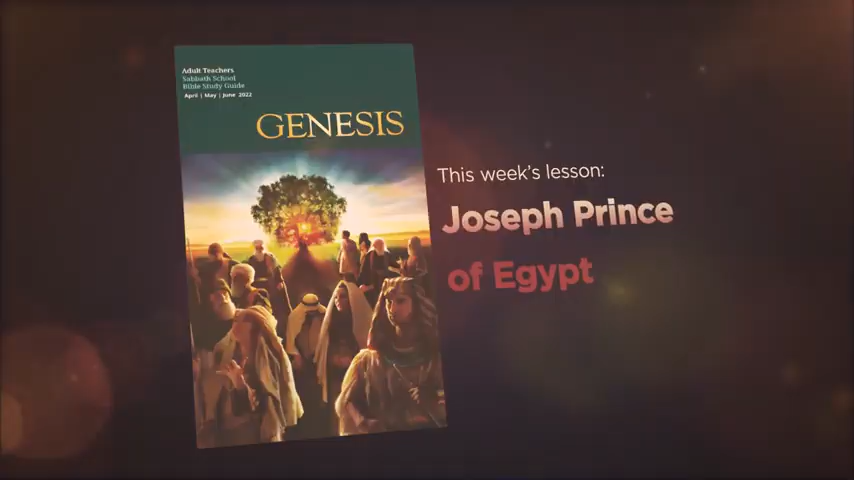 Adult Teachers
Sabbath School
Bible Study Guide
April | May | June 2022
GENESIS
This week's lesson:
Joseph Prince
of Egypt